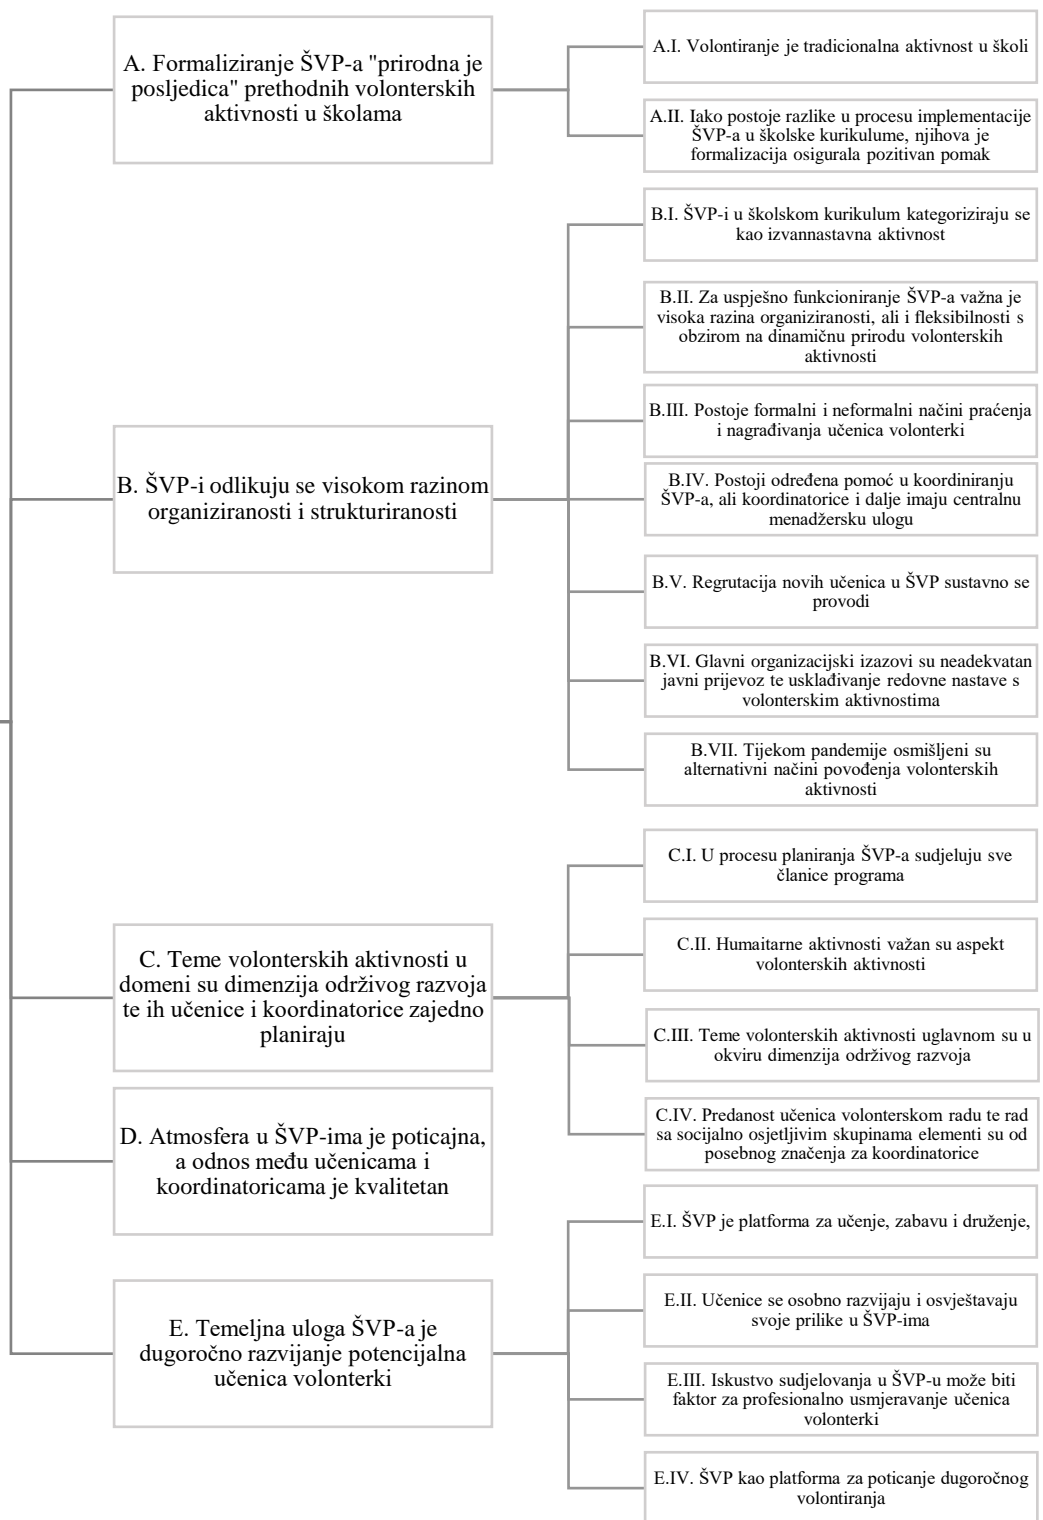 A. Formaliziranje ŠVP-a "prirodna je
posljedica" prethodnih volonterskih
aktivnosti u školama
A.I. Volontiranje je tradicionalna aktivnost u školi
A.II. Iako postoje razlike u procesu implementacije
ŠVP-a u školske kurikulume, njihova je
formalizacija osigurala pozitivan pomak
B. ŠVP-i odlikuju se visokom razinom
organiziranosti i strukturiranosti
B.I. ŠVP-i u školskom kurikulum kategoriziraju se
kao izvannastavna aktivnost
B.II. Za uspješno funkcioniranje ŠVP-a važna je
visoka razina organiziranosti, ali i fleksibilnosti s
obzirom na dinamičnu prirodu volonterskih
aktivnosti
B.III. Postoje formalni i neformalni načini praćenja
i nagrađivanja učenica volonterki
B.IV. Postoji određena pomoć u koordiniranju
ŠVP-a, ali koordinatorice i dalje imaju centralnu
menadžersku ulogu
B.V. Regrutacija novih učenica u ŠVP sustavno se
provodi
B.VI. Glavni organizacijski izazovi su neadekvatan
javni prijevoz te usklađivanje redovne nastave s
volonterskim aktivnostima
B.VII. Tijekom pandemije osmišljeni su
alternativni načini povođenja volonterskih
aktivnosti
C. Teme volonterskih aktivnosti u
domeni su dimenzija održivog razvoja
te ih učenice i koordinatorice zajedno
planiraju
C.I. U procesu planiranja ŠVP-a sudjeluju sve
članice programa
C.II. Humaitarne aktivnosti važan su aspekt
volonterskih aktivnosti
C.III. Teme volonterskih aktivnosti uglavnom su u
okviru dimenzija održivog razvoja
C.IV. Predanost učenica volonterskom radu te rad
sa socijalno osjetljivim skupinama elementi su od
posebnog značenja za koordinatorice
D. Atmosfera u ŠVP-ima je poticajna,
a odnos među učenicama i
koordinatoricama je kvalitetan
E. Temeljna uloga ŠVP-a je
dugoročno razvijanje potencijalna
učenica volonterki
E.I. ŠVP je platforma za učenje, zabavu i druženje,
E.II. Učenice se osobno razvijaju i osvještavaju
svoje prilike u ŠVP-ima
E.III. Iskustvo sudjelovanja u ŠVP-u može biti
faktor za profesionalno usmjeravanje učenica
volonterki
E.IV. ŠVP kao platforma za poticanje dugoročnog
volontiranja